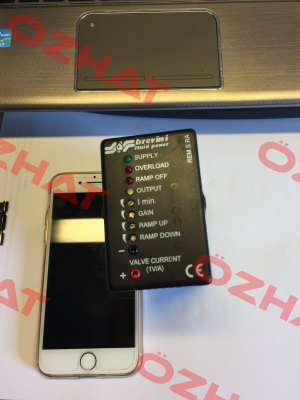 ÖZHAT
brevini
fluid power
REM.S.RA
SUPPLY
OVERLOAD
RAMP OFF
OUTPUT
I min.
GAIN
RAMP UP
RAMP DOWN
−
VALVE CURRENT
(1V/A)
+
CE
ÖZHAT
ÖZHAT
ÖZHAT